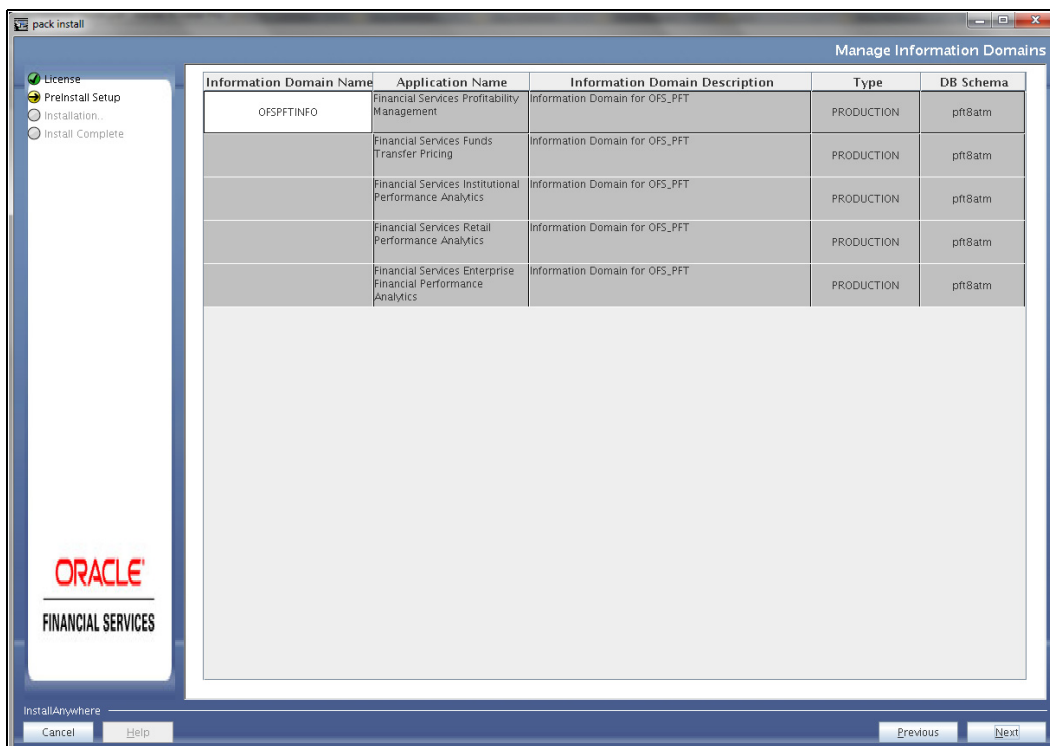 pack install
Manage Information Domains
License
PreInstall Setup
Installation..
Install Complete
Information Domain Name Application Name Information Domain Description Type DB Schema
OFSPFTINFO Financial Services Profitability Information Domain for OFS_PFT PRODUCTION pft8atm
Management
Financial Services Funds Information Domain for OFS_PFT PRODUCTION pft8atm
Transfer Pricing
Financial Services Institutional Information Domain for OFS_PFT PRODUCTION pft8atm
Performance Analytics
Financial Services Retail Information Domain for OFS_PFT PRODUCTION pft8atm
Performance Analytics
Financial Services Enterprise Information Domain for OFS_PFT PRODUCTION pft8atm
Financial Performance
Analytics
ORACLE
FINANCIAL SERVICES
InstallAnywhere
Cancel Help Previous Next